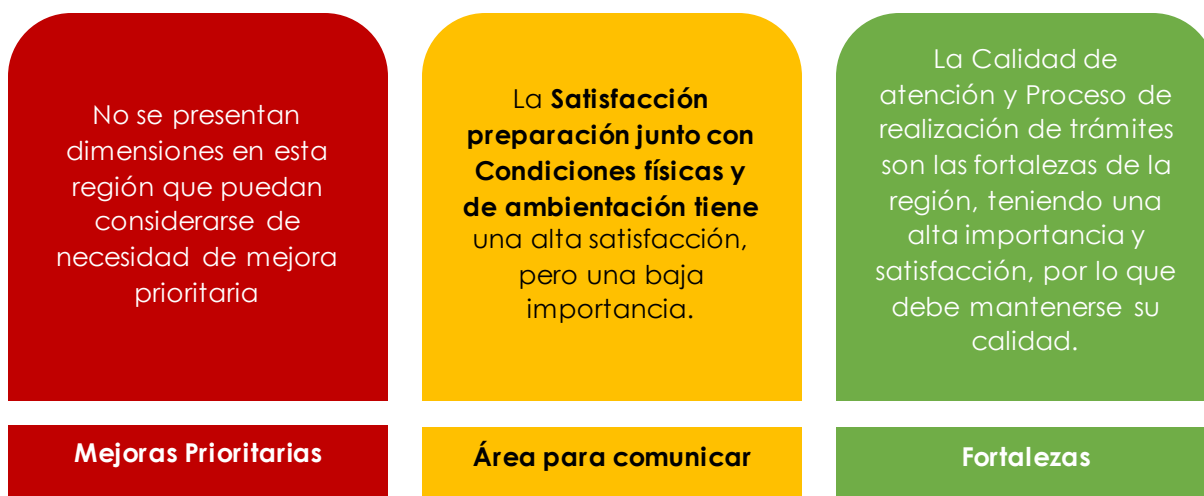 No se presentan
dimensiones en esta
región que puedan
considerarse de
necesidad de mejora
prioritaria
Mejoras Prioritarias
La Satisfacción
preparación junto con
Condiciones físicas y
de ambientación tiene
una alta satisfacción,
pero una baja
importancia.
Área para comunicar
La Calidad de
atención y Proceso de
realización de trámites
son las fortalezas de la
región, teniendo una
alta importancia y
satisfacción, por lo que
debe mantenerse su
calidad.
Fortalezas